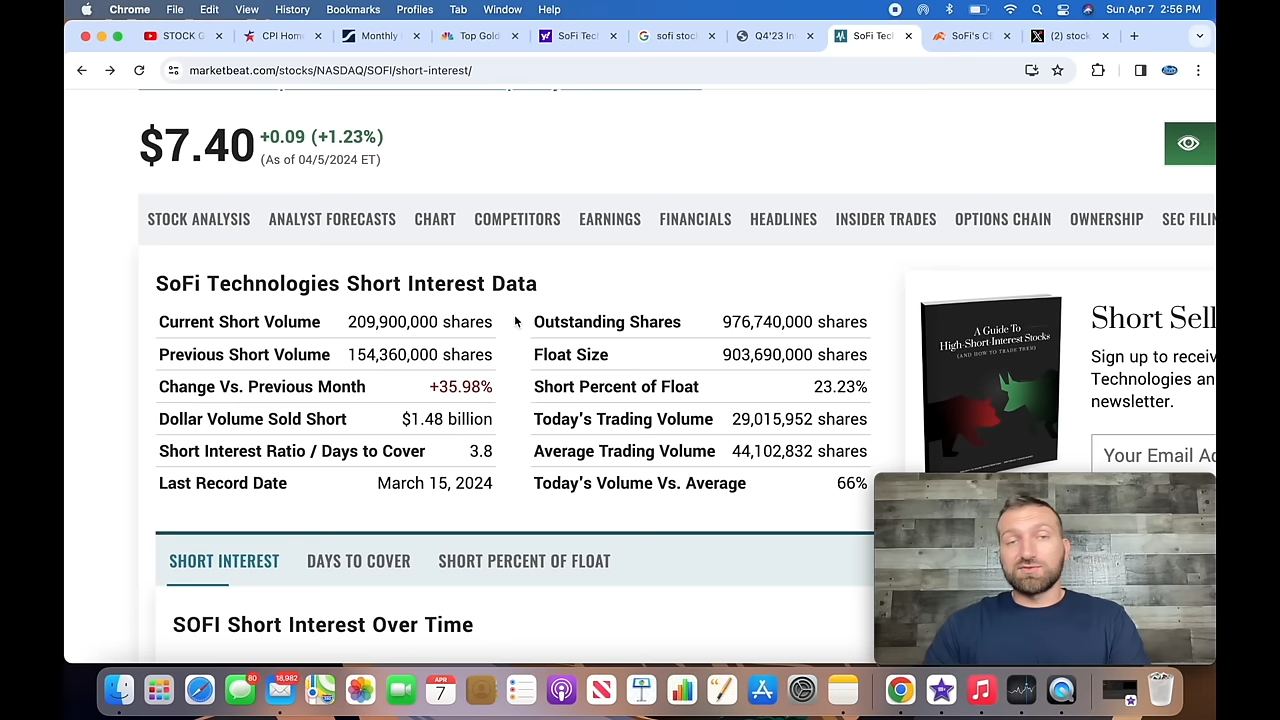 Chrome File Edit View History Bookmarks Profiles Tab Window Help Sun Apr 7 2:56 PM
STOCK G CPI Hom Monthly Top Gold SoFi Tec sofi stoc Q4'23 In SoFi Tec SoFi's C (2) stock
marketbeat.com/stocks/NASDAQ/SOFI/short-interest/
$7.40 +0.09 (+1.23%)
(As of 04/5/2024 ET)
STOCK ANALYSIS ANALYST FORECASTS CHART COMPETITORS EARNINGS FINANCIALS HEADLINES INSIDER TRADES OPTIONS CHAIN OWNERSHIP SEC FILIN
SoFi Technologies Short Interest Data
Current Short Volume 209,900,000 shares Outstanding Shares 976,740,000 shares
Previous Short Volume 154,360,000 shares Float Size 903,690,000 shares
Change Vs. Previous Month +35.98% Short Percent of Float 23.23%
Dollar Volume Sold Short $1.48 billion Today's Trading Volume 29,015,952 shares
Short Interest Ratio / Days to Cover 3.8 Average Trading Volume 44,102,832 shares
Last Record Date March 15, 2024 Today's Volume Vs. Average 66%
A Guide To
High-Short-Interest Stocks
(AND HOW TO TRADE THEM)
Short Sell
Sign up to receiv
Technologies an
newsletter.
Your Email Ad
SHORT INTEREST DAYS TO COVER SHORT PERCENT OF FLOAT
SOFI Short Interest Over Time
80 18,982 APR
7